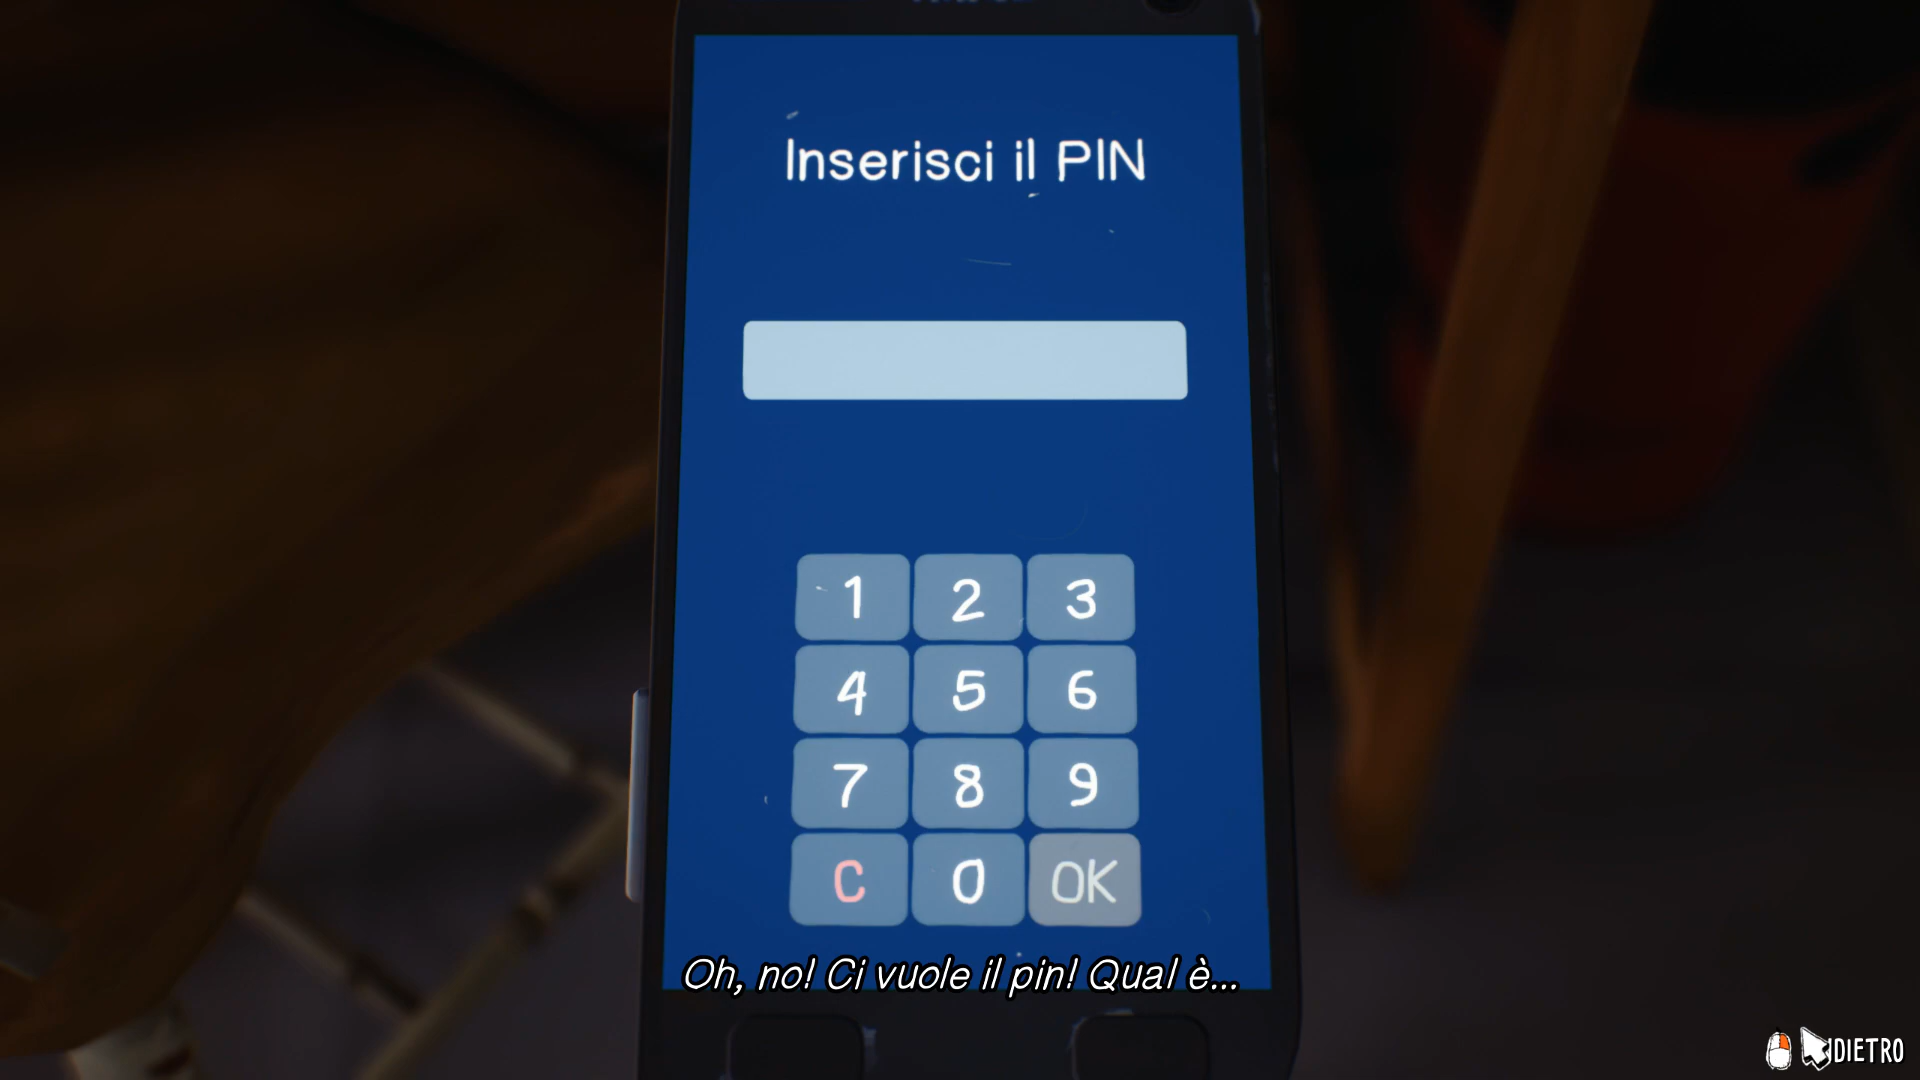 Inserisci il PIN
1 2 3
4 5 6
7 8 9
C 0 OK
Oh, no! Ci vuole il pin! Qual è...
INDIETRO